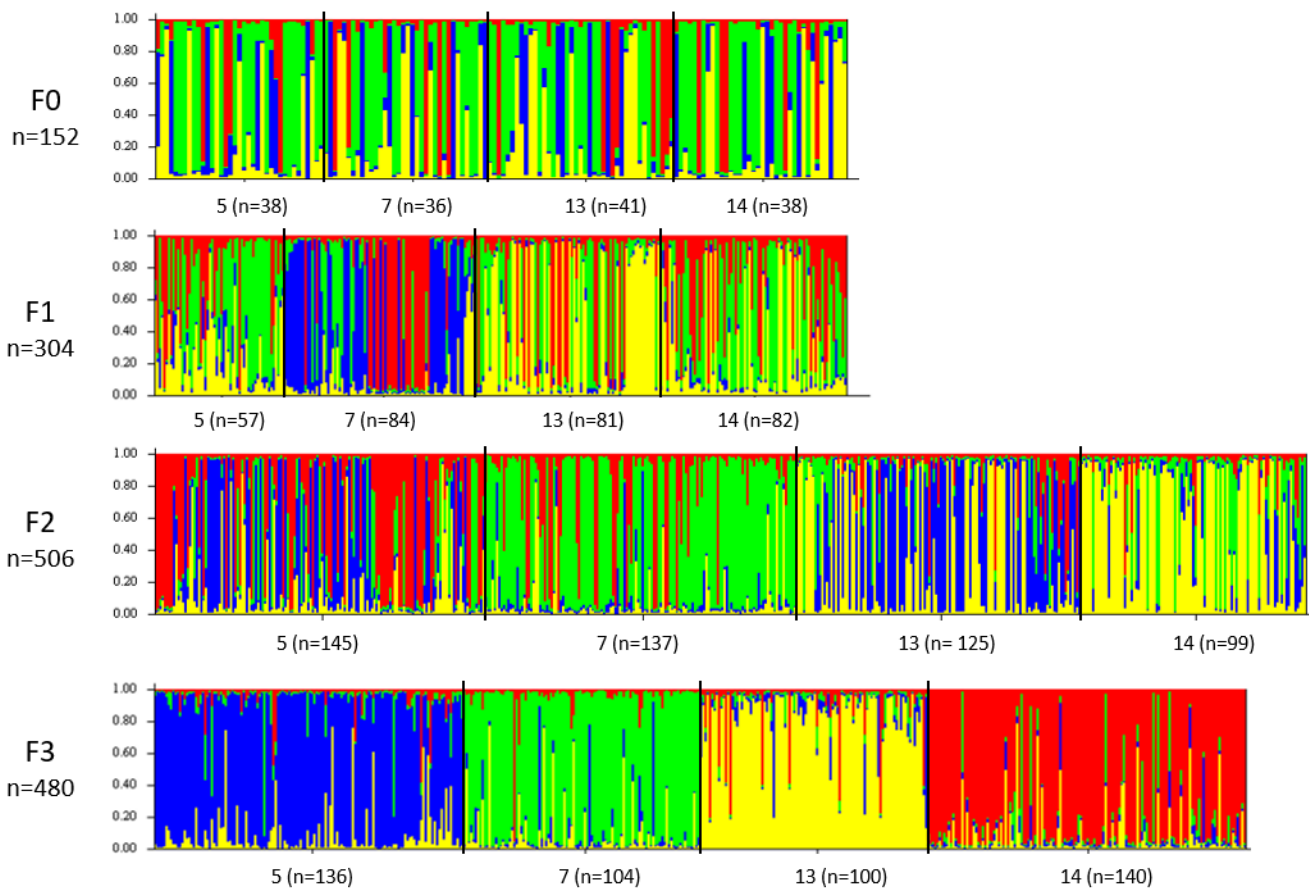 1.00
0.80
0.60
0.40
0.20
0.00
F0
n=152
5 (n=38)
7 (n=36)
13 (n=41)
14 (n=38)
1.00
0.80
0.60
0.40
0.20
0.00
F1
n=304
5 (n=57)
7 (n=84)
13 (n=81)
14 (n=82)
1.00
0.80
0.60
0.40
0.20
0.00
F2
n=506
5 (n=145)
7 (n=137)
13 (n= 125)
14 (n=99)
1.00
0.80
0.60
0.40
0.20
0.00
F3
n=480
5 (n=136)
7 (n=104)
13 (n=100)
14 (n=140)